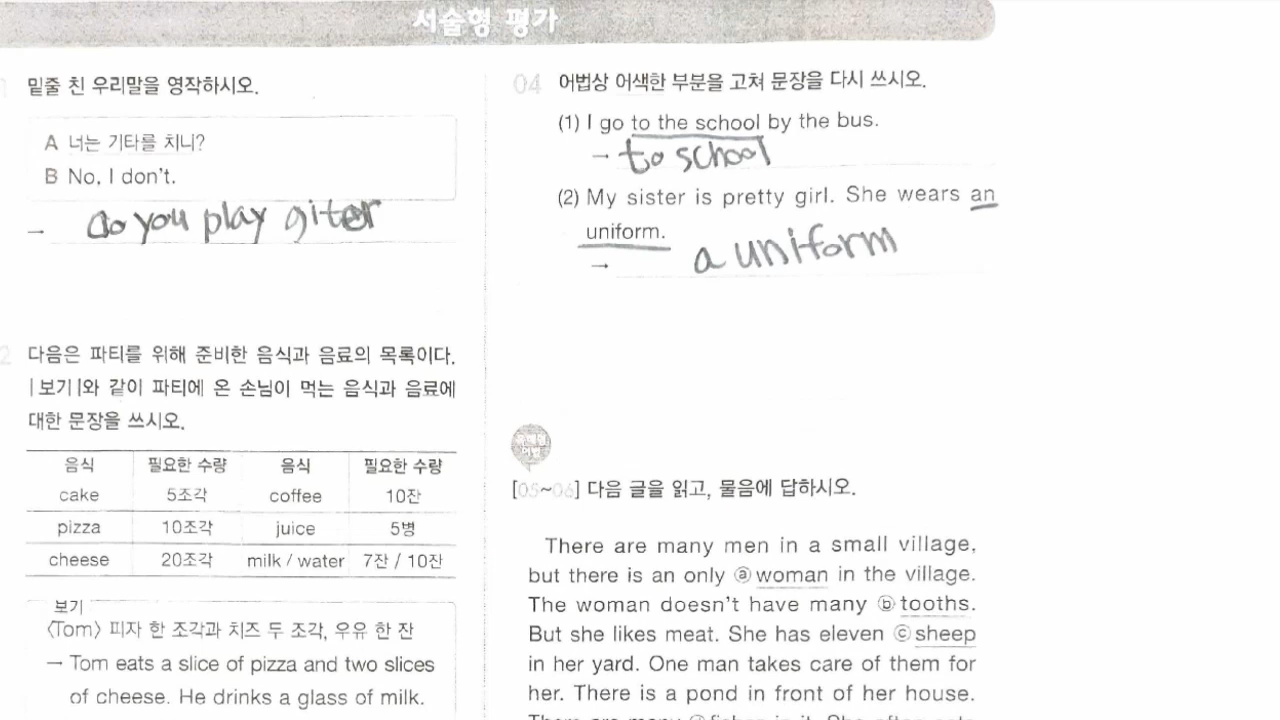 서술형 평가
1 밑줄 친 우리말을 영작하시오.
A 너는 기타를 치니?
B No, I don't.
→ do you play giter
2 다음은 파티를 위해 준비한 음식과 음료의 목록이다.
|보기|와 같이 파티에 온 손님이 먹는 음식과 음료에
대한 문장을 쓰시오.
음식 필요한 수량 음식 필요한 수량
cake 5조각 coffee 10잔
pizza 10조각 juice 5병
cheese 20조각 milk / water 7잔 / 10잔
보기
〈Tom〉 피자 한 조각과 치즈 두 조각, 우유 한 잔
→ Tom eats a slice of pizza and two slices
of cheese. He drinks a glass of milk.
04 어법상 어색한 부분을 고쳐 문장을 다시 쓰시오.
(1) I go to the school by the bus.
→ to school
(2) My sister is pretty girl. She wears an
uniform.
→ a uniform
[05~06] 다음 글을 읽고, 물음에 답하시오.
There are many men in a small village,
but there is an only ⓐ woman in the village.
The woman doesn't have many ⓑ tooths.
But she likes meat. She has eleven ⓒ sheep
in her yard. One man takes care of them for
her. There is a pond in front of her house.
There are many ⓓ fishes in it. She often eats